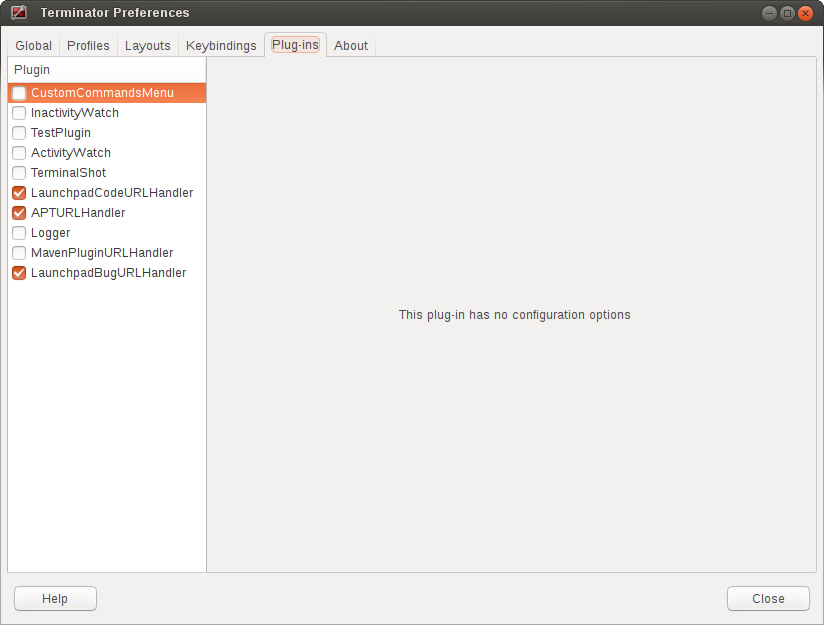 Terminator Preferences
Global Profiles Layouts Keybindings Plug-ins About
Plugin
CustomCommandsMenu
InactivityWatch
TestPlugin
ActivityWatch
TerminalShot
LaunchpadCodeURLHandler
APTURLHandler
Logger
MavenPluginURLHandler
LaunchpadBugURLHandler
This plug-in has no configuration options
Help Close